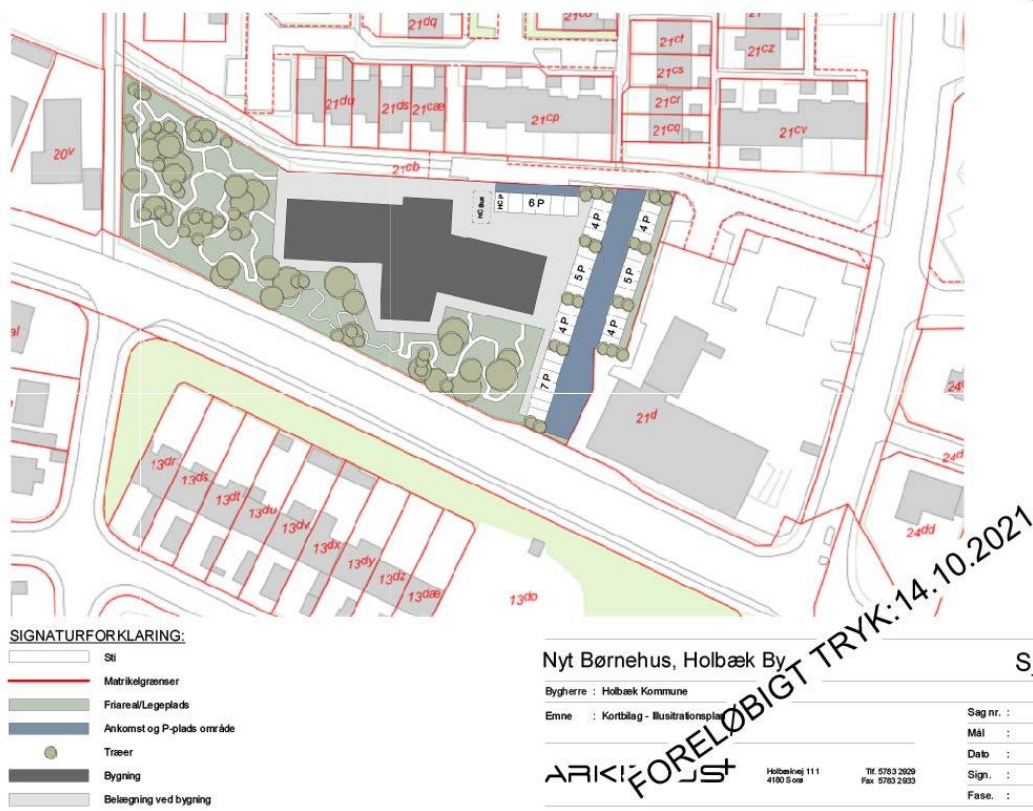 21dq
21co
21ct
21cz
21cs
21du
21ds
21cæ
21cp
21cr
21cq
21cv
20v
21cb
HC Bus
HC P
6 P
4 P
4 P
5 P
5 P
4 P
4 P
7 P
21d
24d
24dd
13dr
13ds
13dt
13du
13dv
13dx
13dy
13dz
13dæ
13do
FORELØBIGT TRYK: 14.10.2021
SIGNATURFORKLARING:
Sti
Matrikelgrænser
Friareal/Legeplads
Ankomst og P-plads område
Træer
Bygning
Belægning ved bygning
Nyt Børnehus, Holbæk By
Bygherre : Holbæk Kommune
Emne : Kortbilag - Illustrationsplan
Holbækvej 111 Tlf. 5783 2929
4180 Sorø Fax 5783 2933
Sag nr. :
Mål :
Dato :
Sign. :
Fase. :